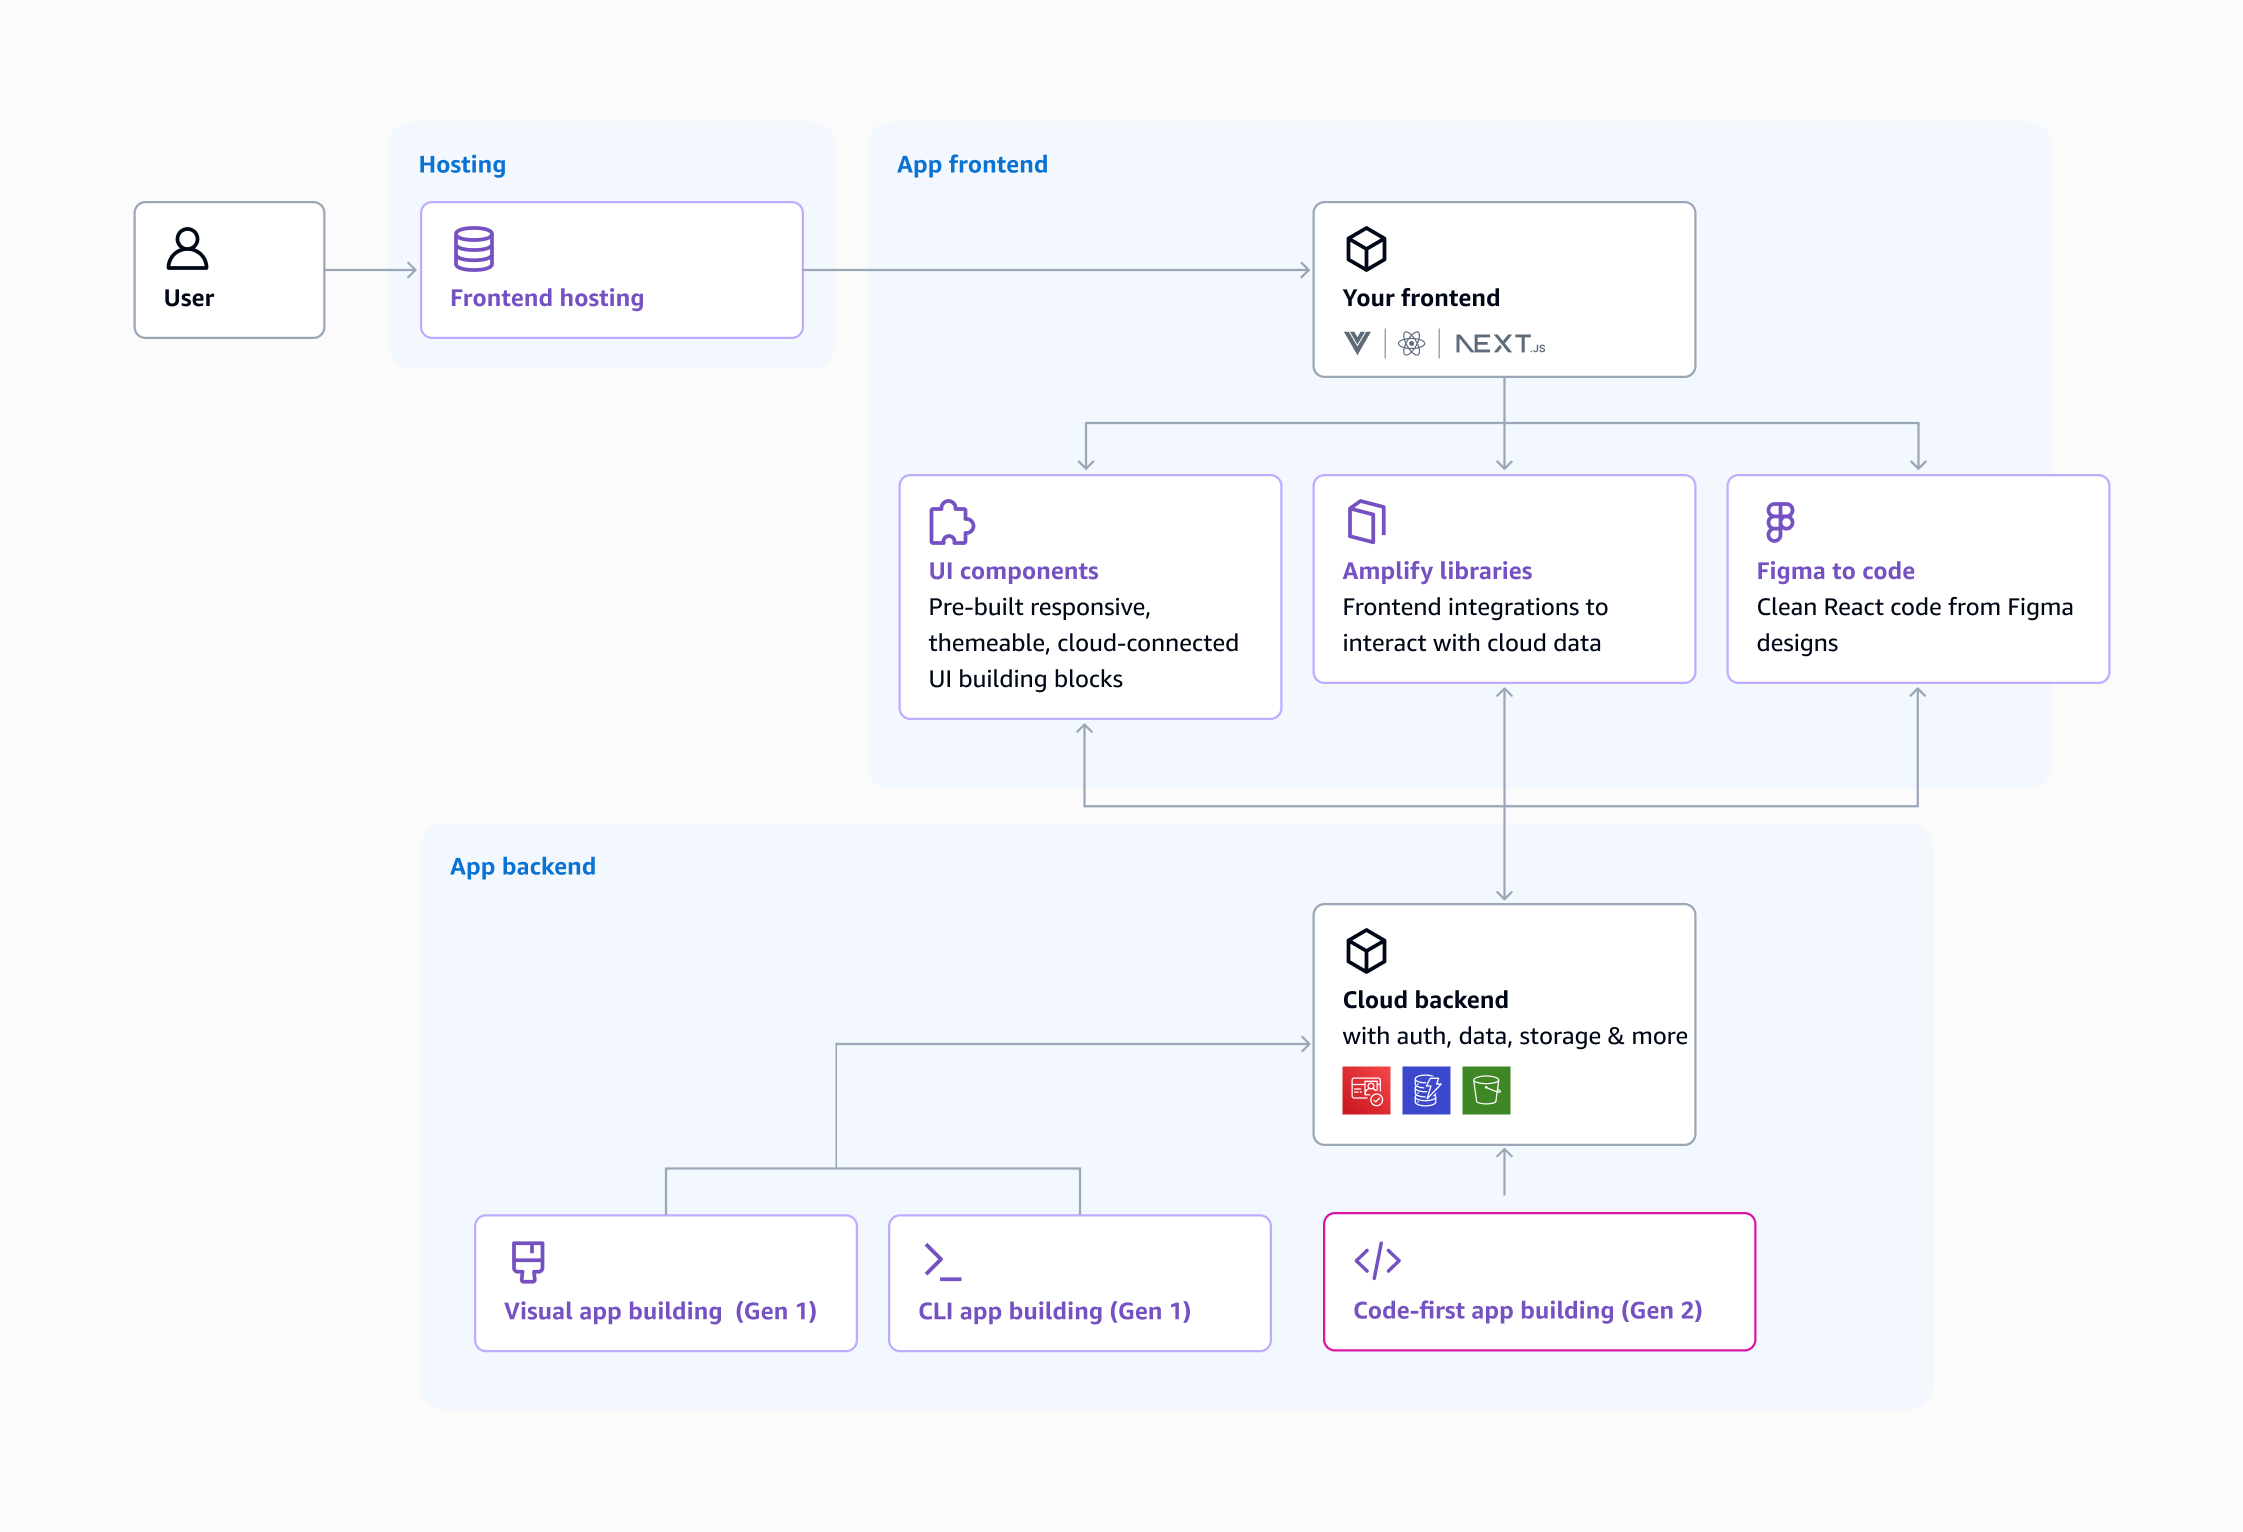 Hosting
App frontend
User
Frontend hosting
Your frontend
NEXT.JS
UI components
Pre-built responsive,
themeable, cloud-connected
UI building blocks
Amplify libraries
Frontend integrations to
interact with cloud data
Figma to code
Clean React code from Figma
designs
App backend
Cloud backend
with auth, data, storage & more
Visual app building  (Gen 1)
CLI app building (Gen 1)
Code-first app building (Gen 2)